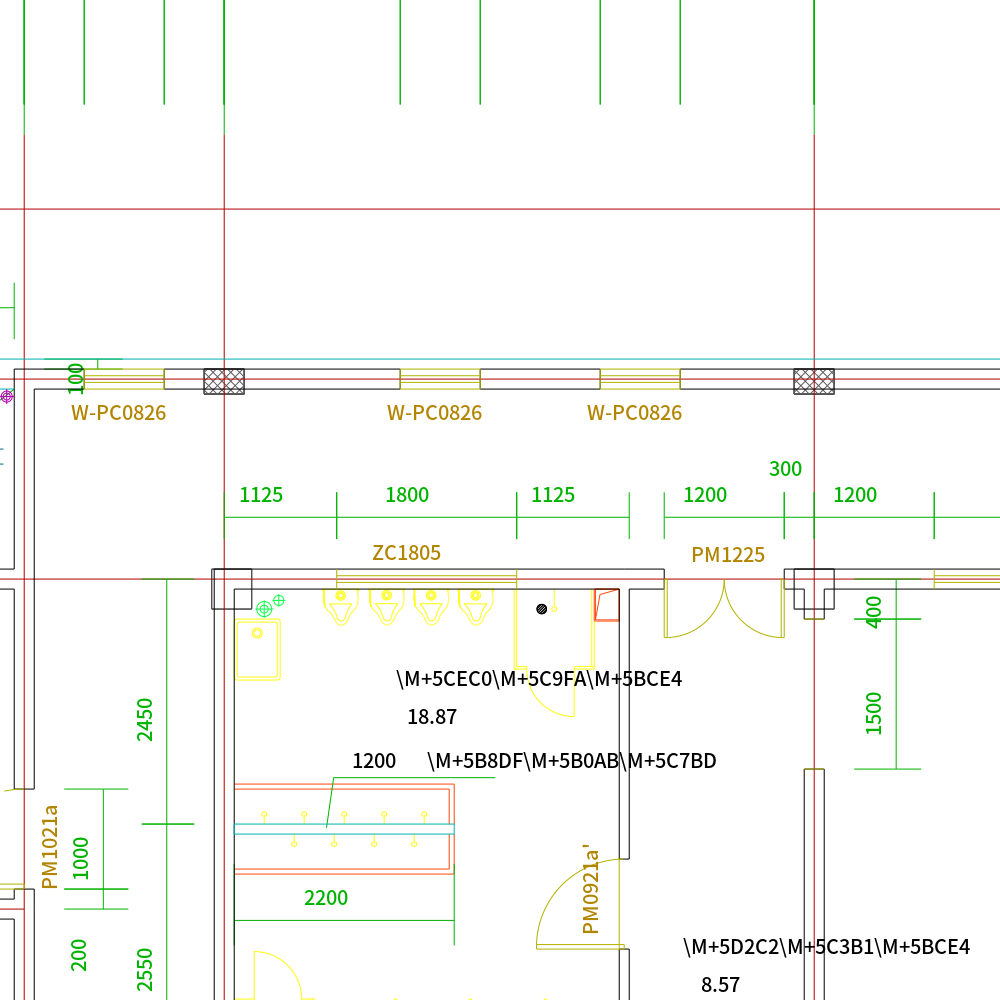 100
W-PC0826
W-PC0826
W-PC0826
300
1125
1800
1125
1200
1200
ZC1805
PM1225
400
\M+5CEC0\M+5C9FA\M+5BCE4
18.87
2450
1500
1200
\M+5B8DF\M+5B0AB\M+5C7BD
PM1021a
1000
PM0921a'
2200
\M+5D2C2\M+5C3B1\M+5BCE4
200
2550
8.57